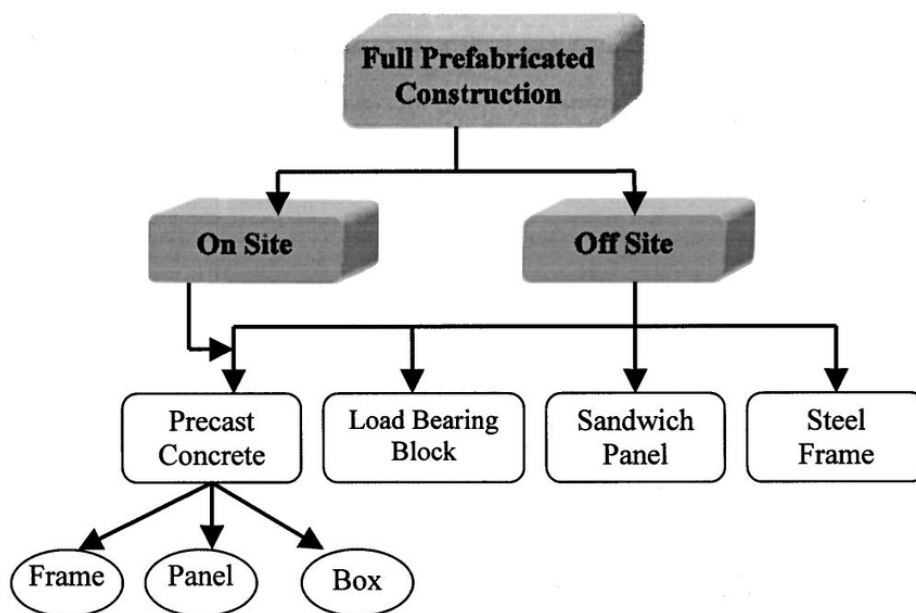 Full Prefabricated
Construction
On Site
Off Site
Precast
Concrete
Load Bearing
Block
Sandwich
Panel
Steel
Frame
Frame
Panel
Box